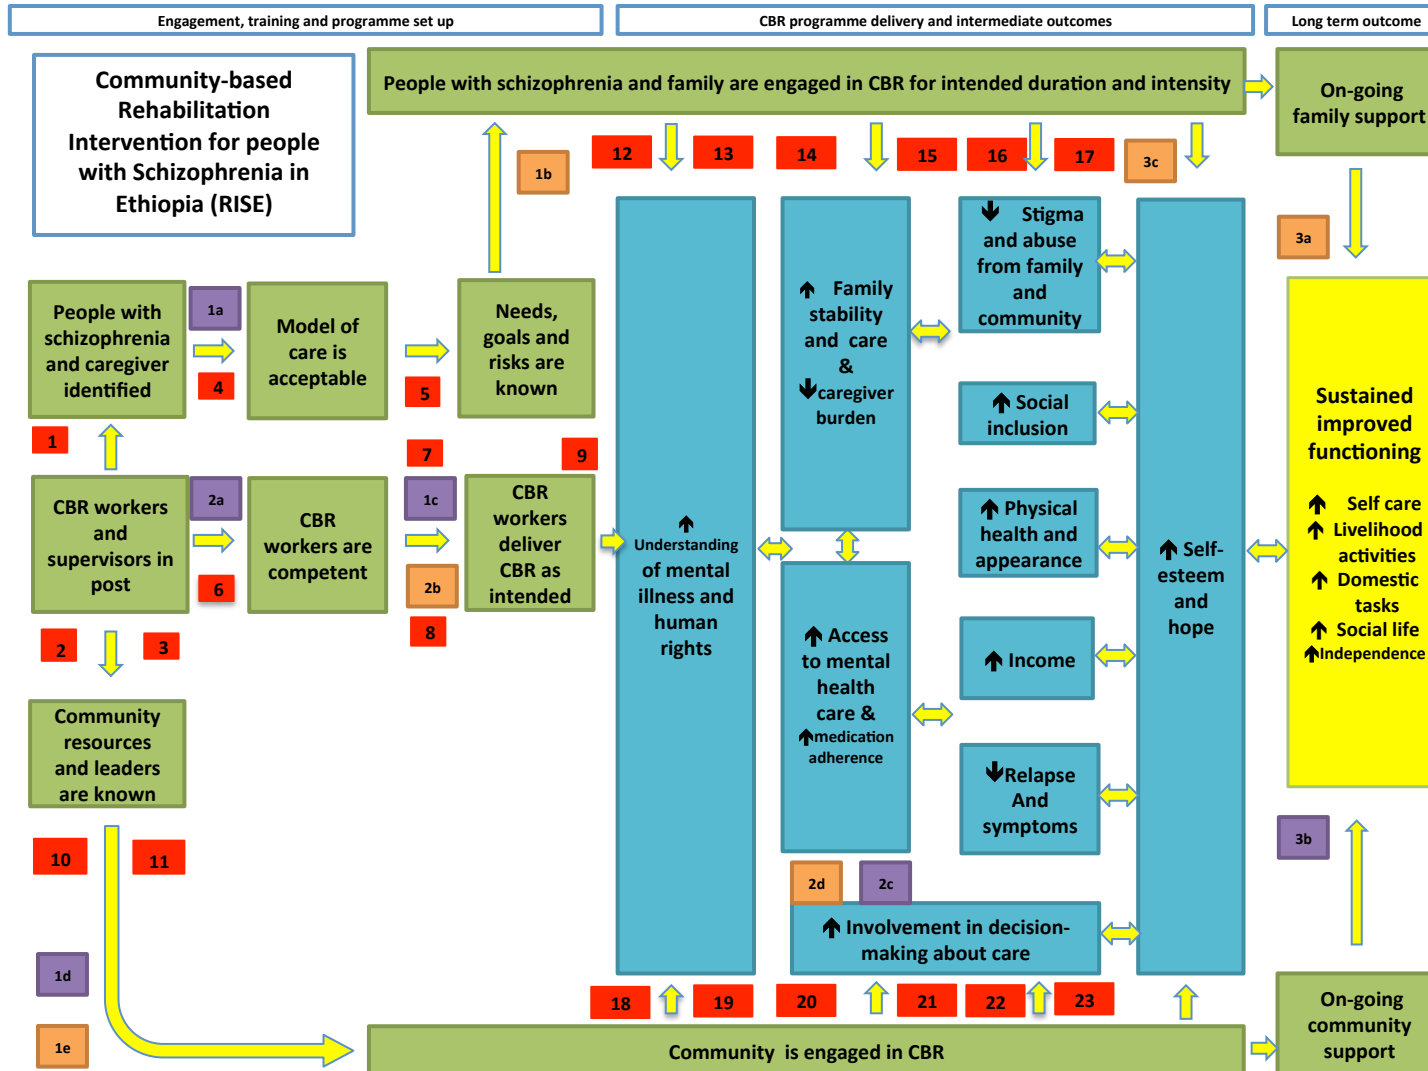 Engagement, training and programme set up
CBR programme delivery and intermediate outcomes
Long term outcome
Community-based
Rehabilitation
Intervention for people
with Schizophrenia in
Ethiopia (RISE)
People with schizophrenia and family are engaged in CBR for intended duration and intensity
On-going
family support
1b
12
13
14
15
16
17
3c
3a
People with
schizophrenia
and caregiver
identified
1a
4
Model of
care is
acceptable
5
Needs,
goals and
risks are
known
1
7
9
CBR workers
and
supervisors in
post
2a
6
CBR
workers are
competent
1c
2b
8
CBR
workers
deliver
CBR as
intended
2
3
Community
resources
and leaders
are known
10
11
1d
1e
Understanding
of mental
illness and
human
rights
Family
stability
and care
&
caregiver
burden
Access
to mental
health
care &
medication
adherence
Stigma
and abuse
from family
and
community
Social
inclusion
Physical
health and
appearance
Income
Relapse
And
symptoms
2d
2c
Involvement in decision-
making about care
Self-
esteem
and
hope
Sustained
improved
functioning
Self care
Livelihood
activities
Domestic
tasks
Social life
Independence
3b
18
19
20
21
22
23
Community is engaged in CBR
On-going
community
support